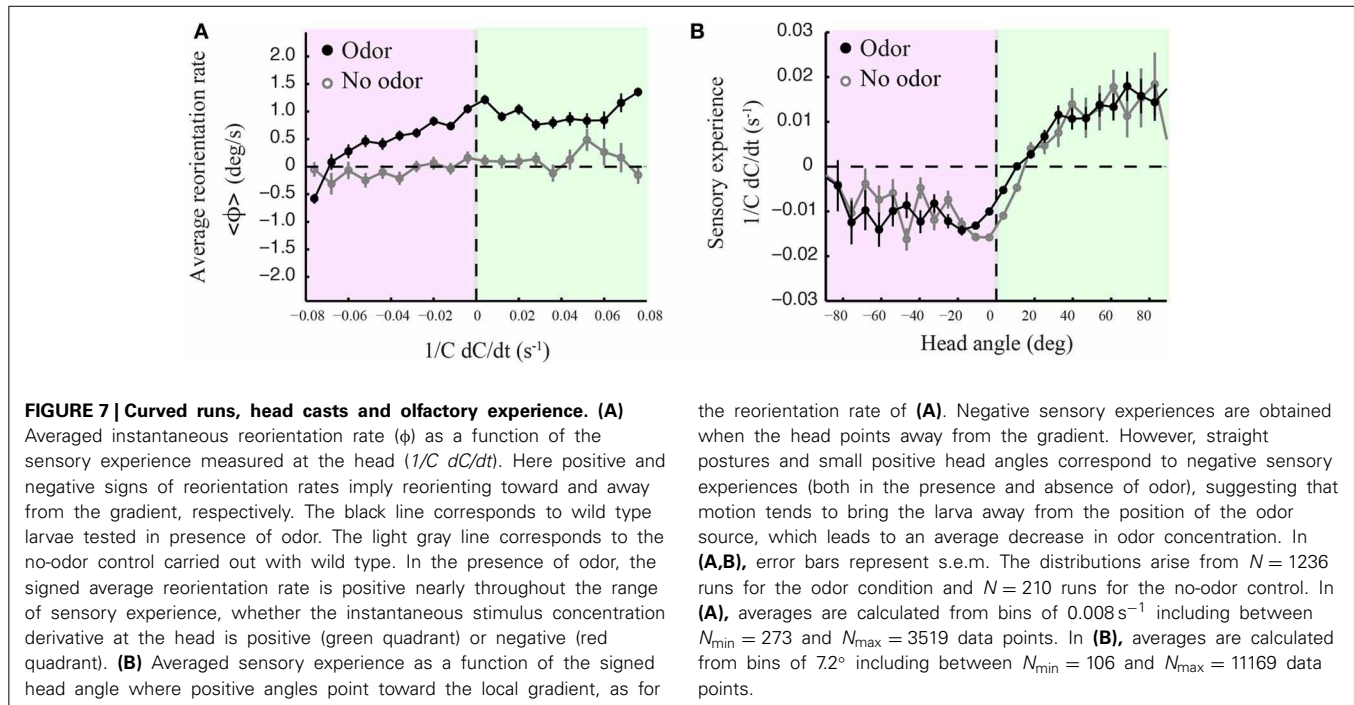 A
Average reorientation rate
<ϕ> (deg/s)
2.0
1.5
1.0
0.5
0
−0.5
−1.0
−1.5
−2.0
Odor
No odor
−0.08 −0.06 −0.04 −0.02 0 0.02 0.04 0.06 0.08
1/C dC/dt (s⁻¹)
B
Sensory experience
1/C dC/dt (s⁻¹)
0.03
0.02
0.01
0
−0.01
−0.02
−0.03
Odor
No odor
−80 −60 −40 −20 0 20 40 60 80
Head angle (deg)
FIGURE 7 | Curved runs, head casts and olfactory experience. (A)
Averaged instantaneous reorientation rate (ϕ) as a function of the
sensory experience measured at the head (1/C dC/dt). Here positive and
negative signs of reorientation rates imply reorienting toward and away
from the gradient, respectively. The black line corresponds to wild type
larvae tested in presence of odor. The light gray line corresponds to the
no-odor control carried out with wild type. In the presence of odor, the
signed average reorientation rate is positive nearly throughout the range
of sensory experience, whether the instantaneous stimulus concentration
derivative at the head is positive (green quadrant) or negative (red
quadrant). (B) Averaged sensory experience as a function of the signed
head angle where positive angles point toward the local gradient, as for
the reorientation rate of (A). Negative sensory experiences are obtained
when the head points away from the gradient. However, straight
postures and small positive head angles correspond to negative sensory
experiences (both in the presence and absence of odor), suggesting that
motion tends to bring the larva away from the position of the odor
source, which leads to an average decrease in odor concentration. In
(A,B), error bars represent s.e.m. The distributions arise from N = 1236
runs for the odor condition and N = 210 runs for the no-odor control. In
(A), averages are calculated from bins of 0.008 s⁻¹ including between
Nmin = 273 and Nmax = 3519 data points. In (B), averages are calculated
from bins of 7.2° including between Nmin = 106 and Nmax = 11169 data
points.